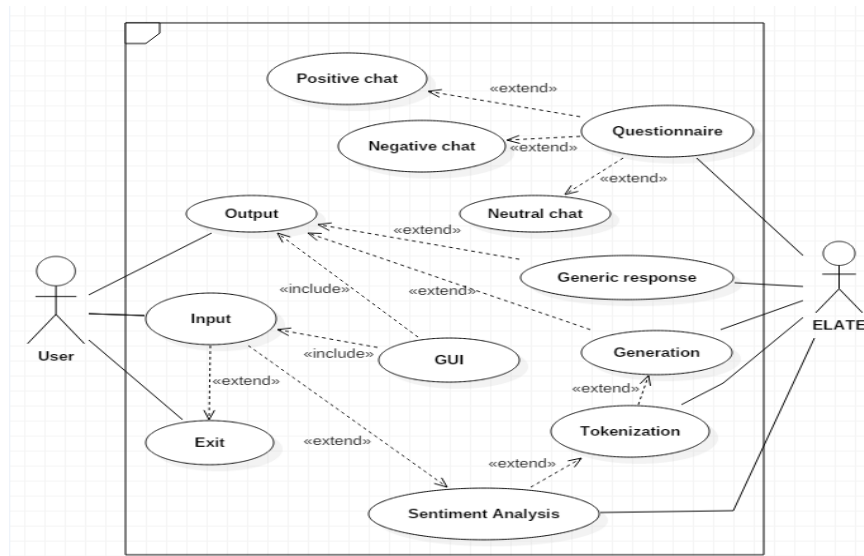 Positive chat
«extend»
Questionnaire
Negative chat
«extend»
«extend»
Output
Neutral chat
«extend»
Generic response
«include»
«extend»
Input
ELATE
User
«include»
GUI
Generation
«extend»
«extend»
Exit
«extend»
Tokenization
«extend»
Sentiment Analysis